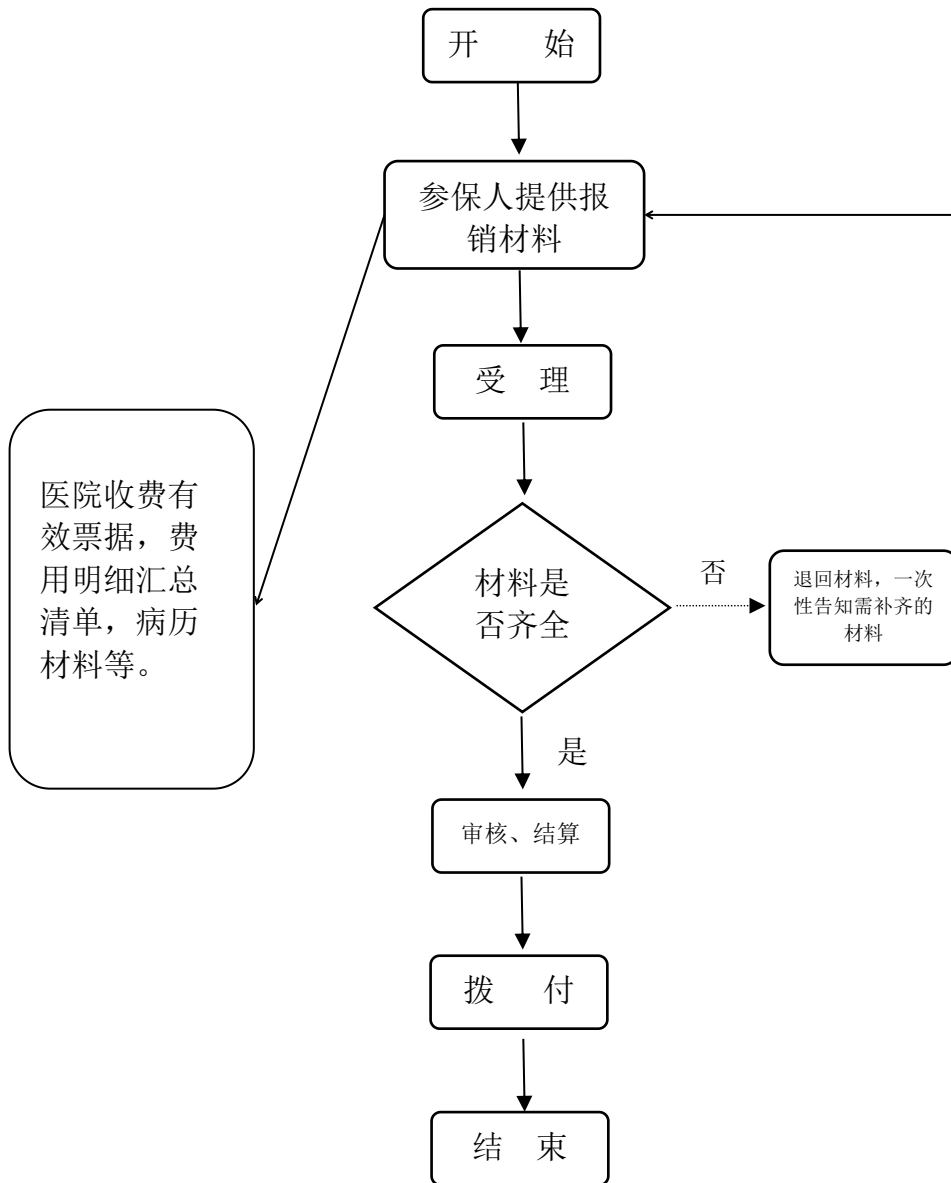 开 始
参保人提供报
销材料
受 理
医院收费有
效票据，费
用明细汇总
清单，病历
材料等。
材料是
否齐全
否
退回材料，一次
性告知需补齐的
材料
是
审核、结算
拨 付
结 束